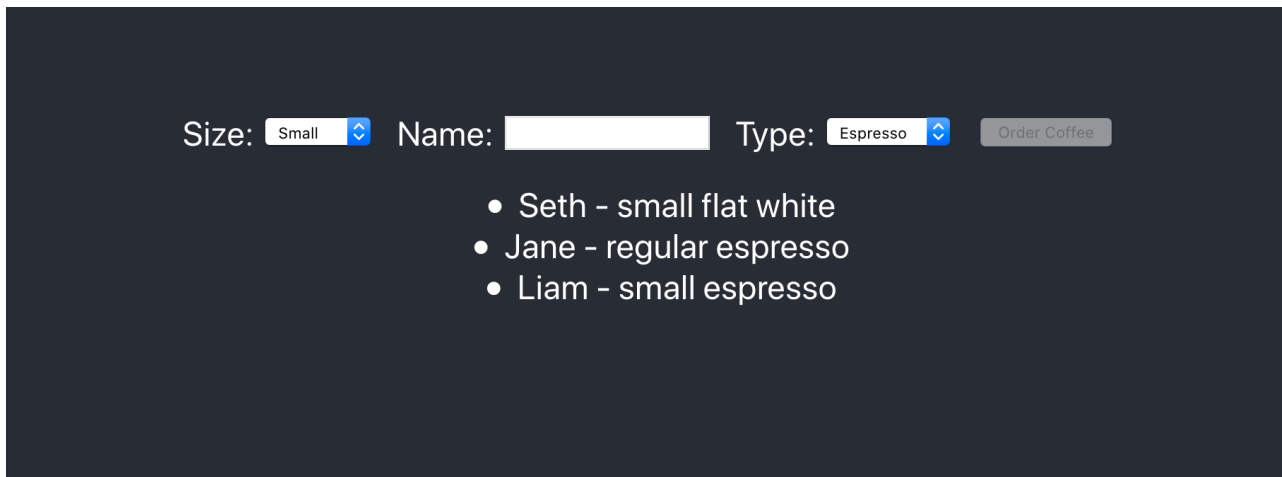 Size: Small Name: Type: Espresso Order Coffee
• Seth - small flat white
• Jane - regular espresso
• Liam - small espresso